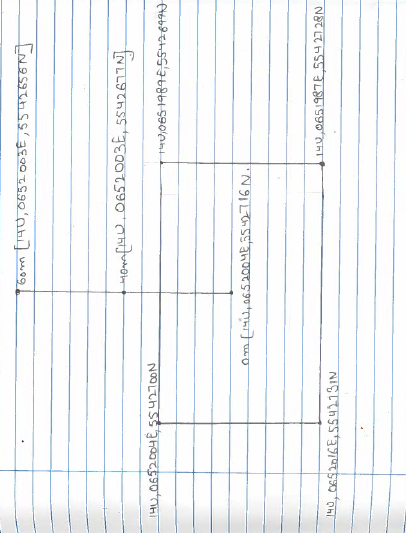 60m [14U, 0652003E, 5542656N]
40m [14U, 0652003E, 5542677N]
14U, 0652004E, 5542700N
14U, 0651989E, 5542697N
0m [14U, 0652004E, 5542716N.
14U, 0652016E, 5542731N
14U, 0651987E, 5542728N